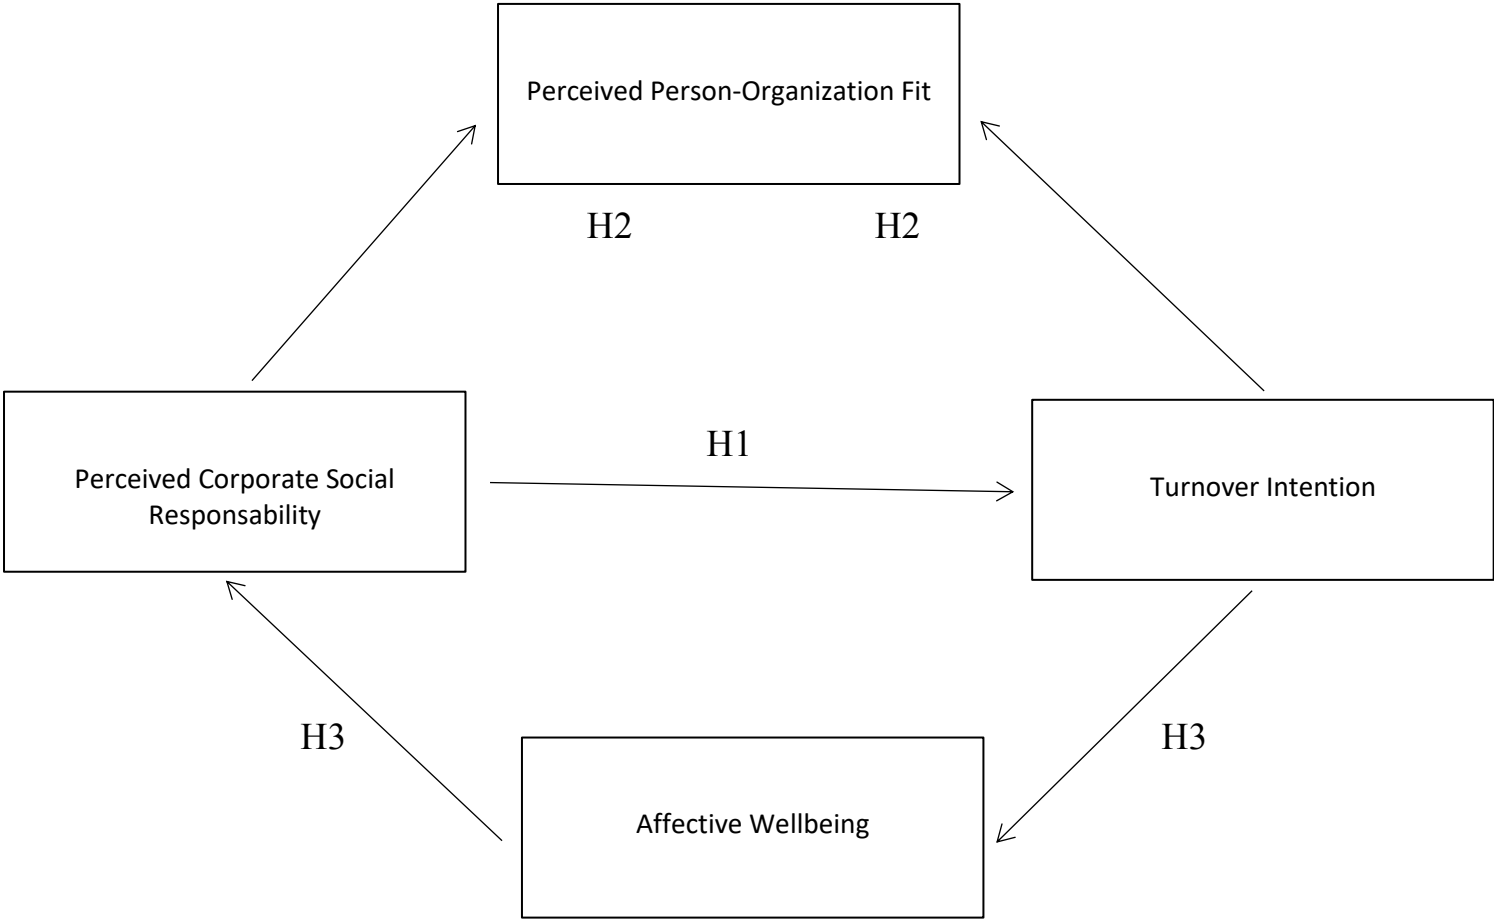 Perceived Person-Organization Fit
H2
H2
H1
Perceived Corporate Social
Responsability
Turnover Intention
H3
H3
Affective Wellbeing